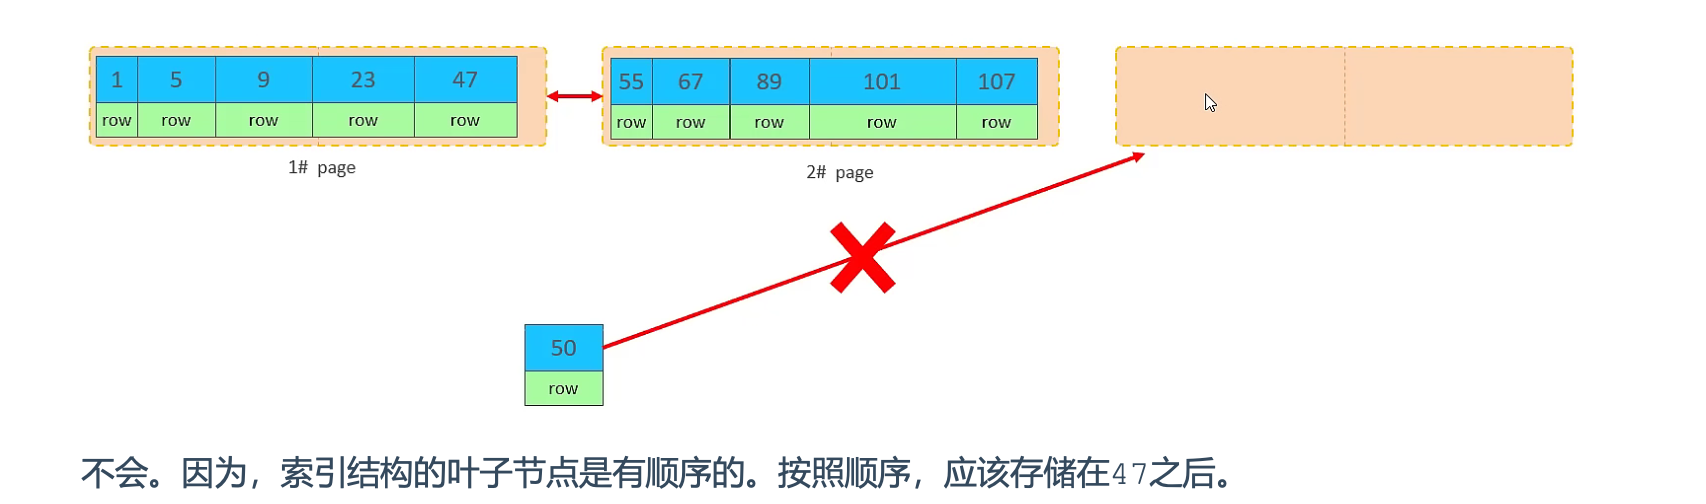 1 5 9 23 47
row row row row row
1# page
55 67 89 101 107
row row row row row
2# page
50
row
不会。因为，索引结构的叶子节点是有顺序的。按照顺序，应该存储在47之后。